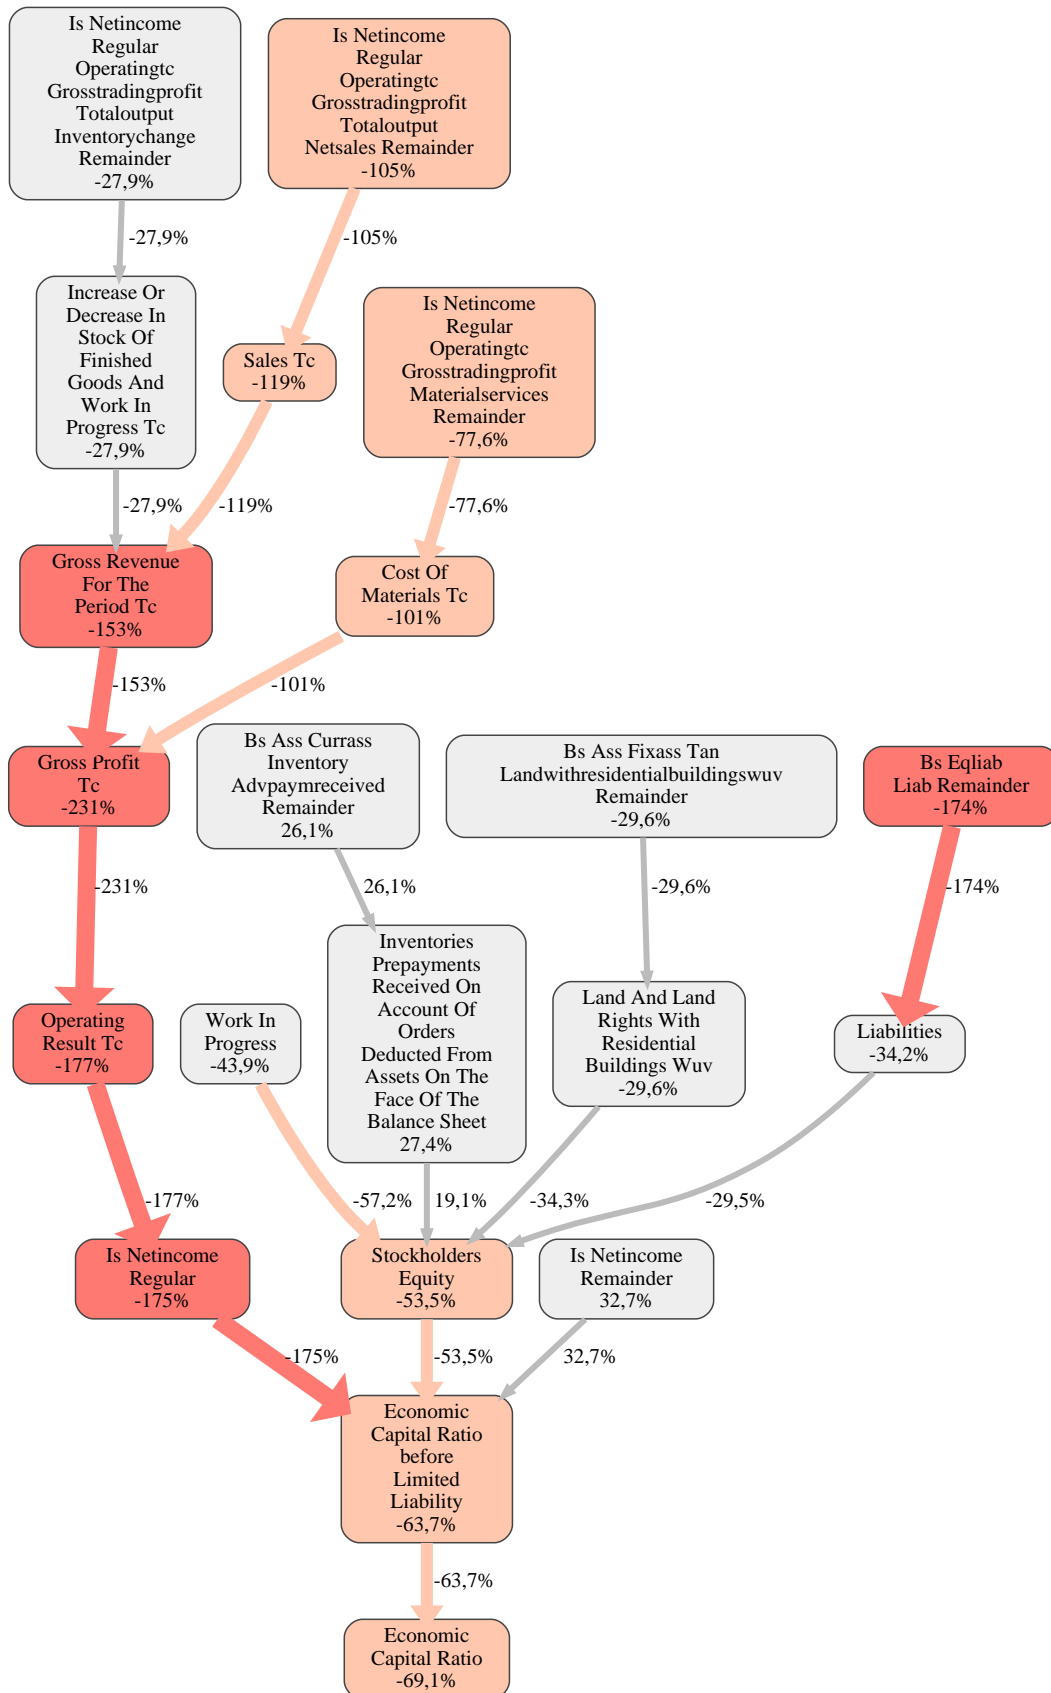 Is Netincome
Regular
Operatingtc
Grosstradingprofit
Totaloutput
Inventorychange
Remainder
-27,9%
Is Netincome
Regular
Operatingtc
Grosstradingprofit
Totaloutput
Netsales Remainder
-105%
-27,9%
-105%
Increase Or
Decrease In
Stock Of
Finished
Goods And
Work In
Progress Tc
-27,9%
Sales Tc
-119%
Is Netincome
Regular
Operatingtc
Grosstradingprofit
Materialservices
Remainder
-77,6%
-27,9%
-119%
-77,6%
Gross Revenue
For The
Period Tc
-153%
Cost Of
Materials Tc
-101%
-153%
-101%
Gross Profit
Tc
-231%
Bs Ass Currass
Inventory
Advpaymreceived
Remainder
26,1%
Bs Ass Fixass Tan
Landwithresidentialbuildingswuv
Remainder
-29,6%
Bs Eqliab
Liab Remainder
-174%
-231%
26,1%
-29,6%
-174%
Operating
Result Tc
-177%
Work In
Progress
-43,9%
Inventories
Prepayments
Received On
Account Of
Orders
Deducted From
Assets On The
Face Of The
Balance Sheet
27,4%
Land And Land
Rights With
Residential
Buildings Wuv
-29,6%
Liabilities
-34,2%
-177%
-57,2%
19,1%
-34,3%
-29,5%
Is Netincome
Regular
-175%
Stockholders
Equity
-53,5%
Is Netincome
Remainder
32,7%
-175%
-53,5%
32,7%
Economic
Capital Ratio
before
Limited
Liability
-63,7%
-63,7%
Economic
Capital Ratio
-69,1%